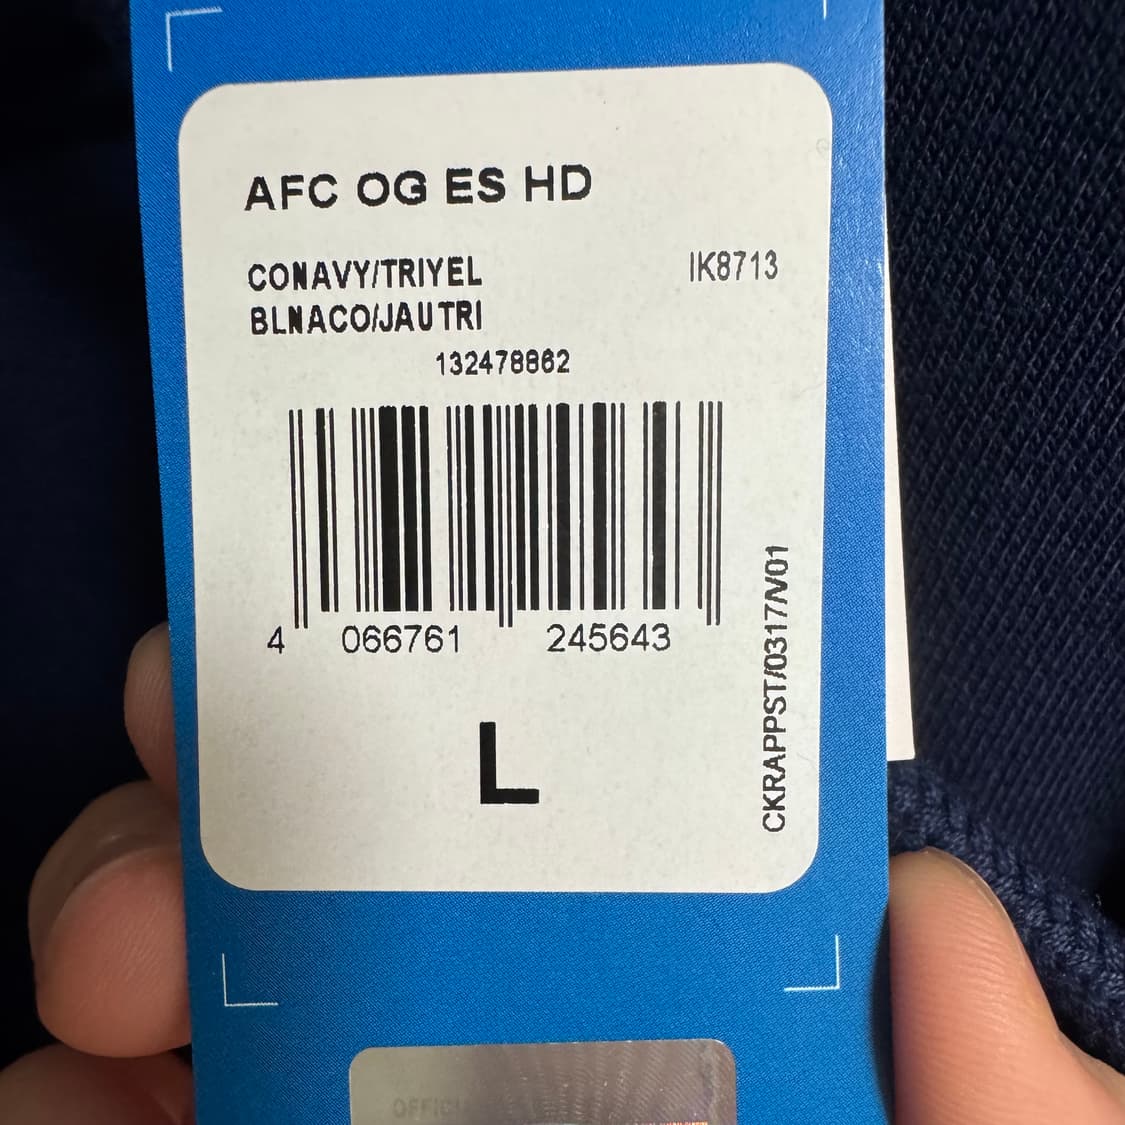 AFC OG ES HD
CONAVY/TRIYEL IK8713
BLNACO/JAUTRI
132478862
4 066761 245643
L
CKRAPPST/0317/V01